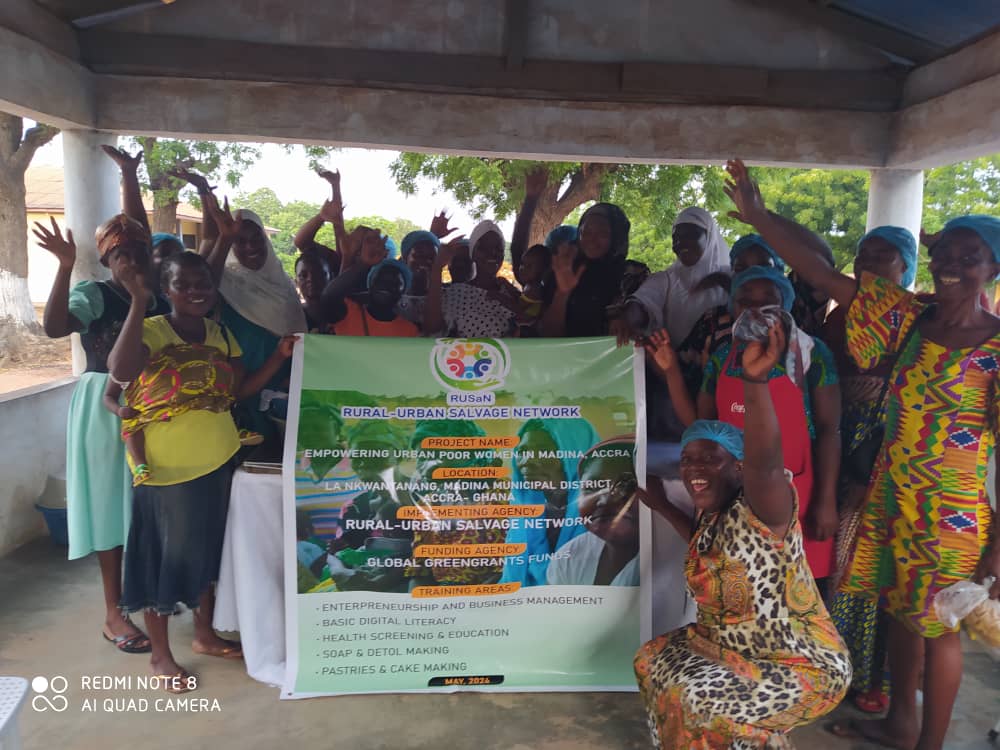 RUSaN
RURAL-URBAN SALVAGE NETWORK
PROJECT NAME:
EMPOWERING URBAN POOR WOMEN IN MADINA, ACCRA
LOCATION:
LA NKWANTANANG, MADINA MUNICIPAL DISTRICT,
ACCRA- GHANA
IMPLEMENTING AGENCY:
RURAL-URBAN SALVAGE NETWORK
FUNDING AGENCY
GLOBAL GREENGRANTS FUNDS
TRAINING AREAS:
• ENTERPRENEURSHIP AND BUSINESS MANAGEMENT
• BASIC DIGITAL LITERACY
• HEALTH SCREENING & EDUCATION
• SOAP & DETOL MAKING
• PASTRIES & CAKE MAKING
MAY, 2024
REDMI NOTE 8
AI QUAD CAMERA